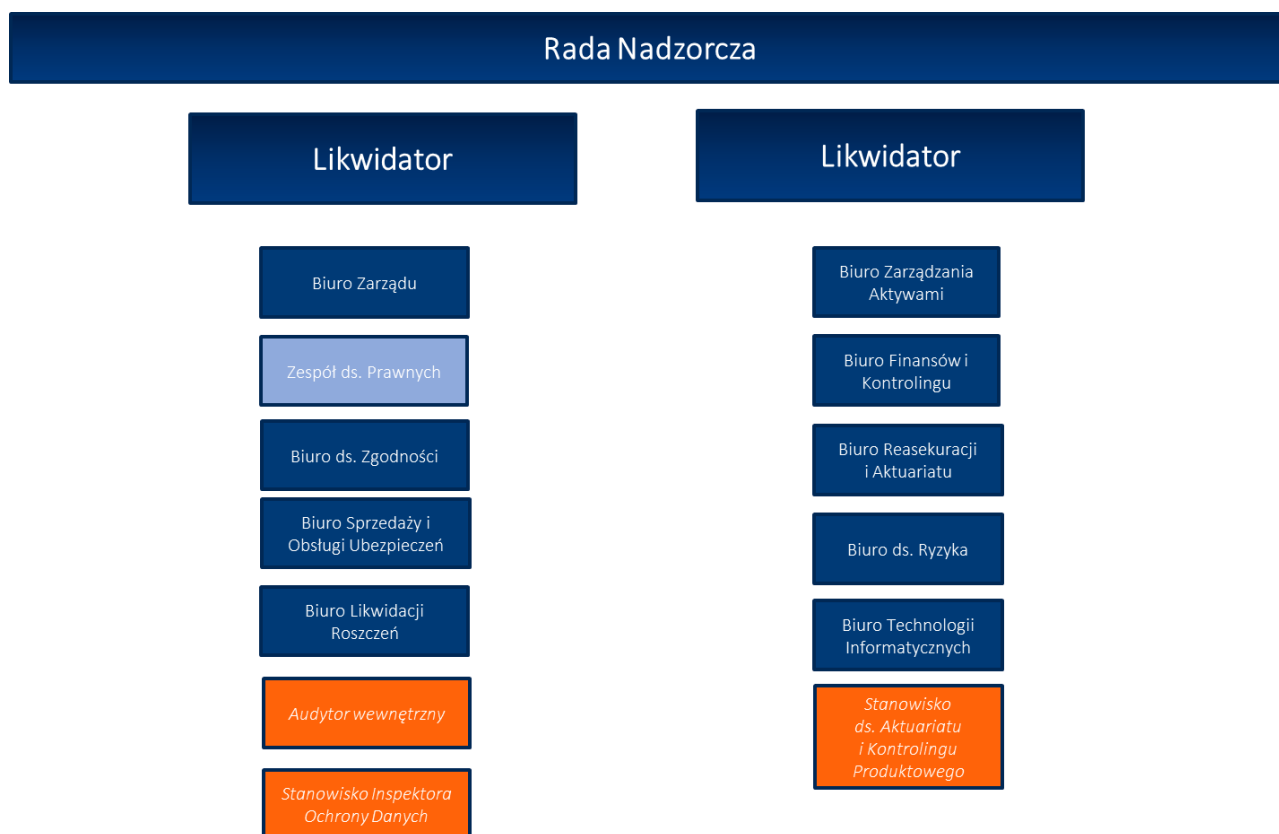 Rada Nadzorcza
Likwidator
Biuro Zarządu
Zespół ds. Prawnych
Biuro ds. Zgodności
Biuro Sprzedaży i
Obsługi Ubezpieczeń
Biuro Likwidacji
Roszczeń
Audytor wewnętrzny
Stanowisko Inspektora
Ochrony Danych
Likwidator
Biuro Zarządzania
Aktywami
Biuro Finansów i
Kontrolingu
Biuro Reasekuracji
i Aktuariatu
Biuro ds. Ryzyka
Biuro Technologii
Informatycznych
Stanowisko
ds. Aktuariatu
i Kontrolingu
Produktowego